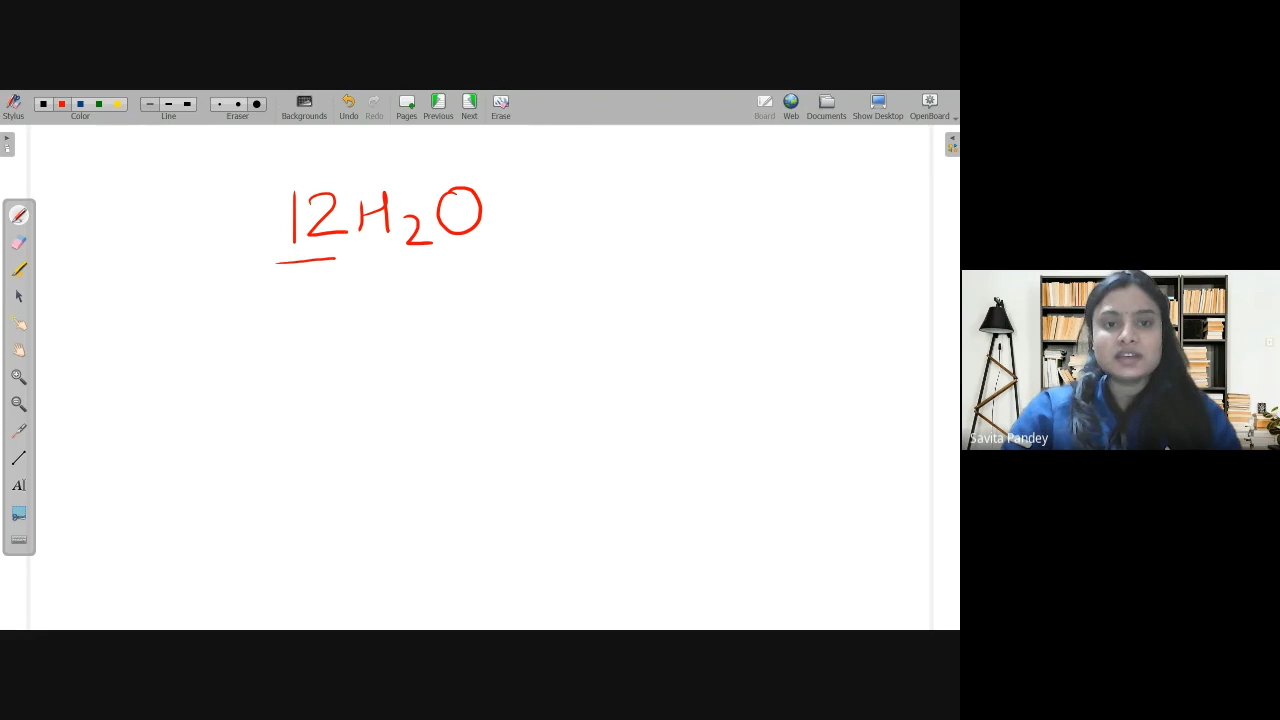 Stylus
Color
Line
Eraser
Backgrounds
Undo
Redo
Pages
Previous
Next
Erase
Board
Web
Documents
Show Desktop
OpenBoard
12H₂O
AI
Savita Pandey